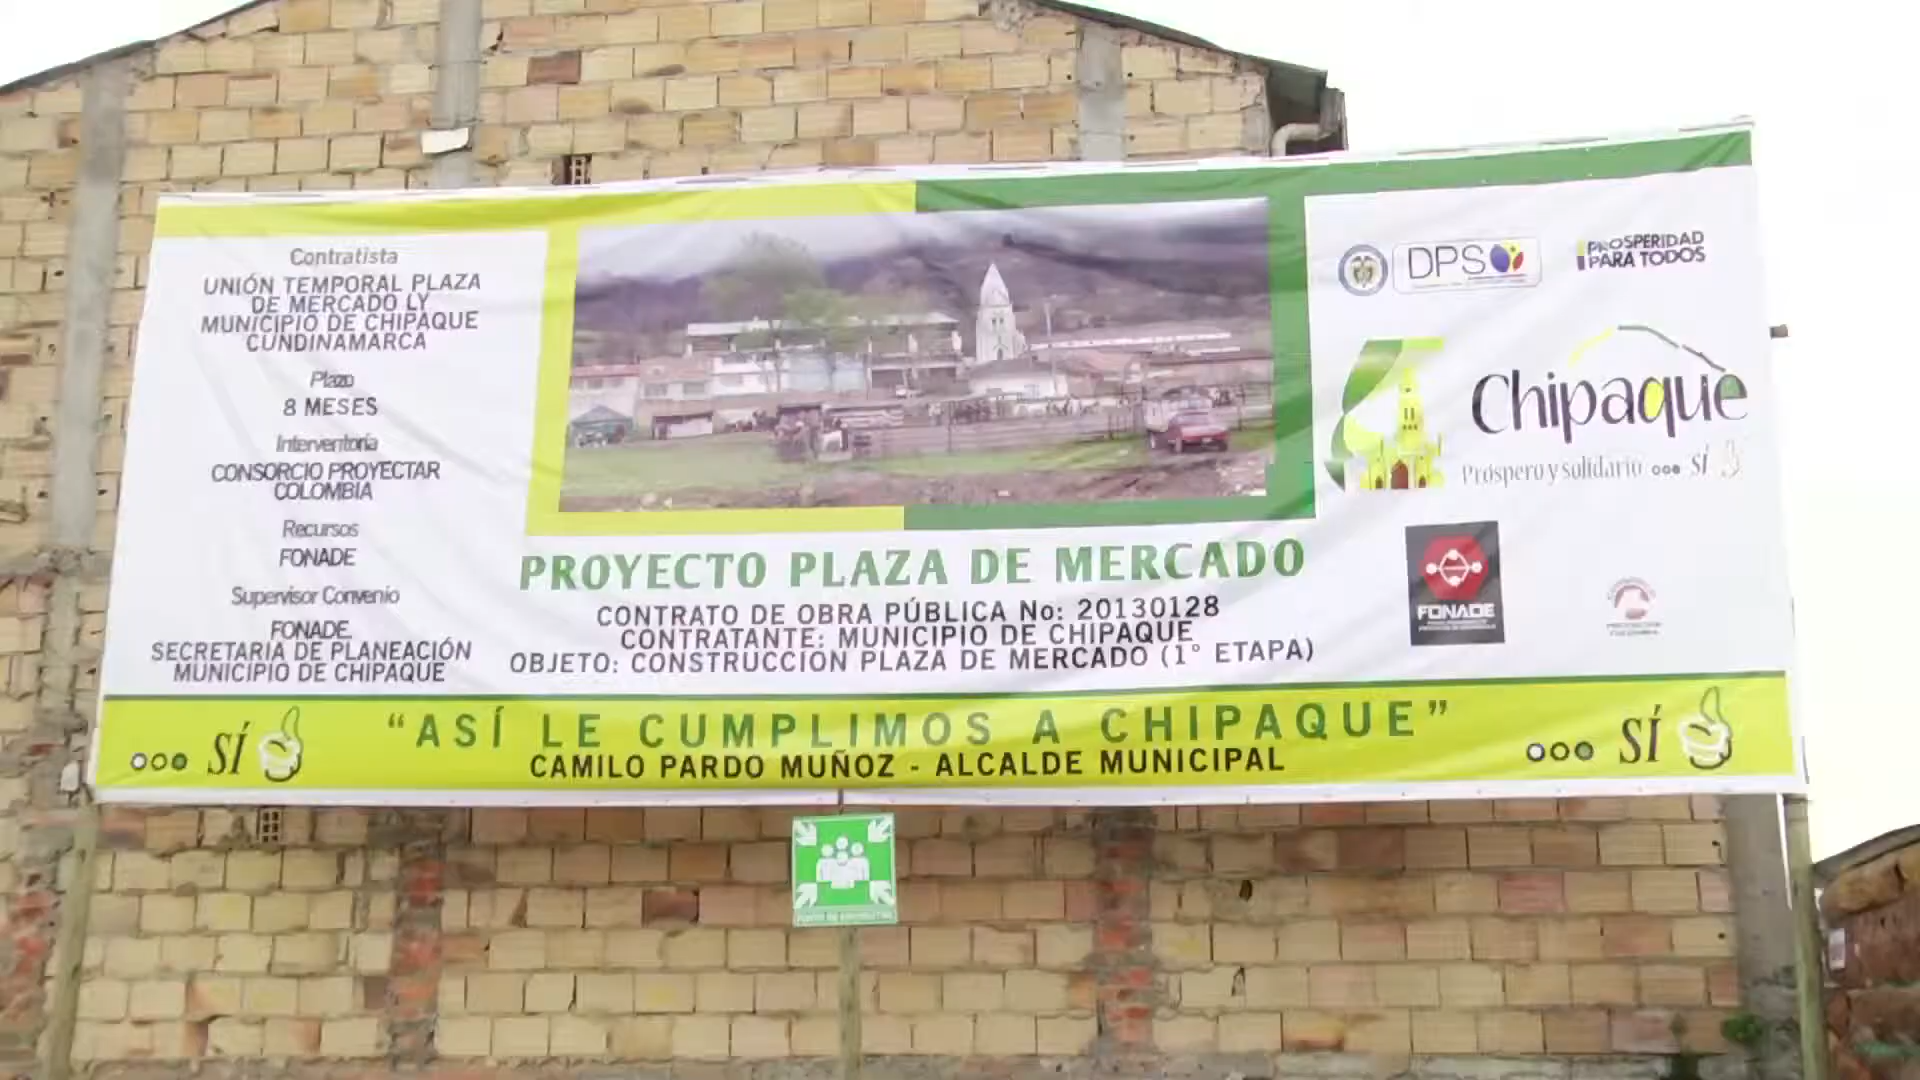 Contratista
UNIÓN TEMPORAL PLAZA
DE MERCADO LY
MUNICIPIO DE CHIPAQUE
CUNDINAMARCA
Plazo
8 MESES
Interventoría
CONSORCIO PROYECTAR
COLOMBIA
Recursos
FONADE
Supervisor Convenio
FONADE
SECRETARIA DE PLANEACIÓN
MUNICIPIO DE CHIPAQUE
PROYECTO PLAZA DE MERCADO
CONTRATO DE OBRA PÚBLICA No: 20130128
CONTRATANTE: MUNICIPIO DE CHIPAQUE
OBJETO: CONSTRUCCIÓN PLAZA DE MERCADO (1° ETAPA)
DPS
PROSPERIDAD
PARA TODOS
Chipaque
Próspero y solidario ... SÍ
FONADE
... SÍ
"ASÍ LE CUMPLIMOS A CHIPAQUE"
CAMILO PARDO MUÑOZ - ALCALDE MUNICIPAL
... SÍ
PUNTO DE ENCUENTRO